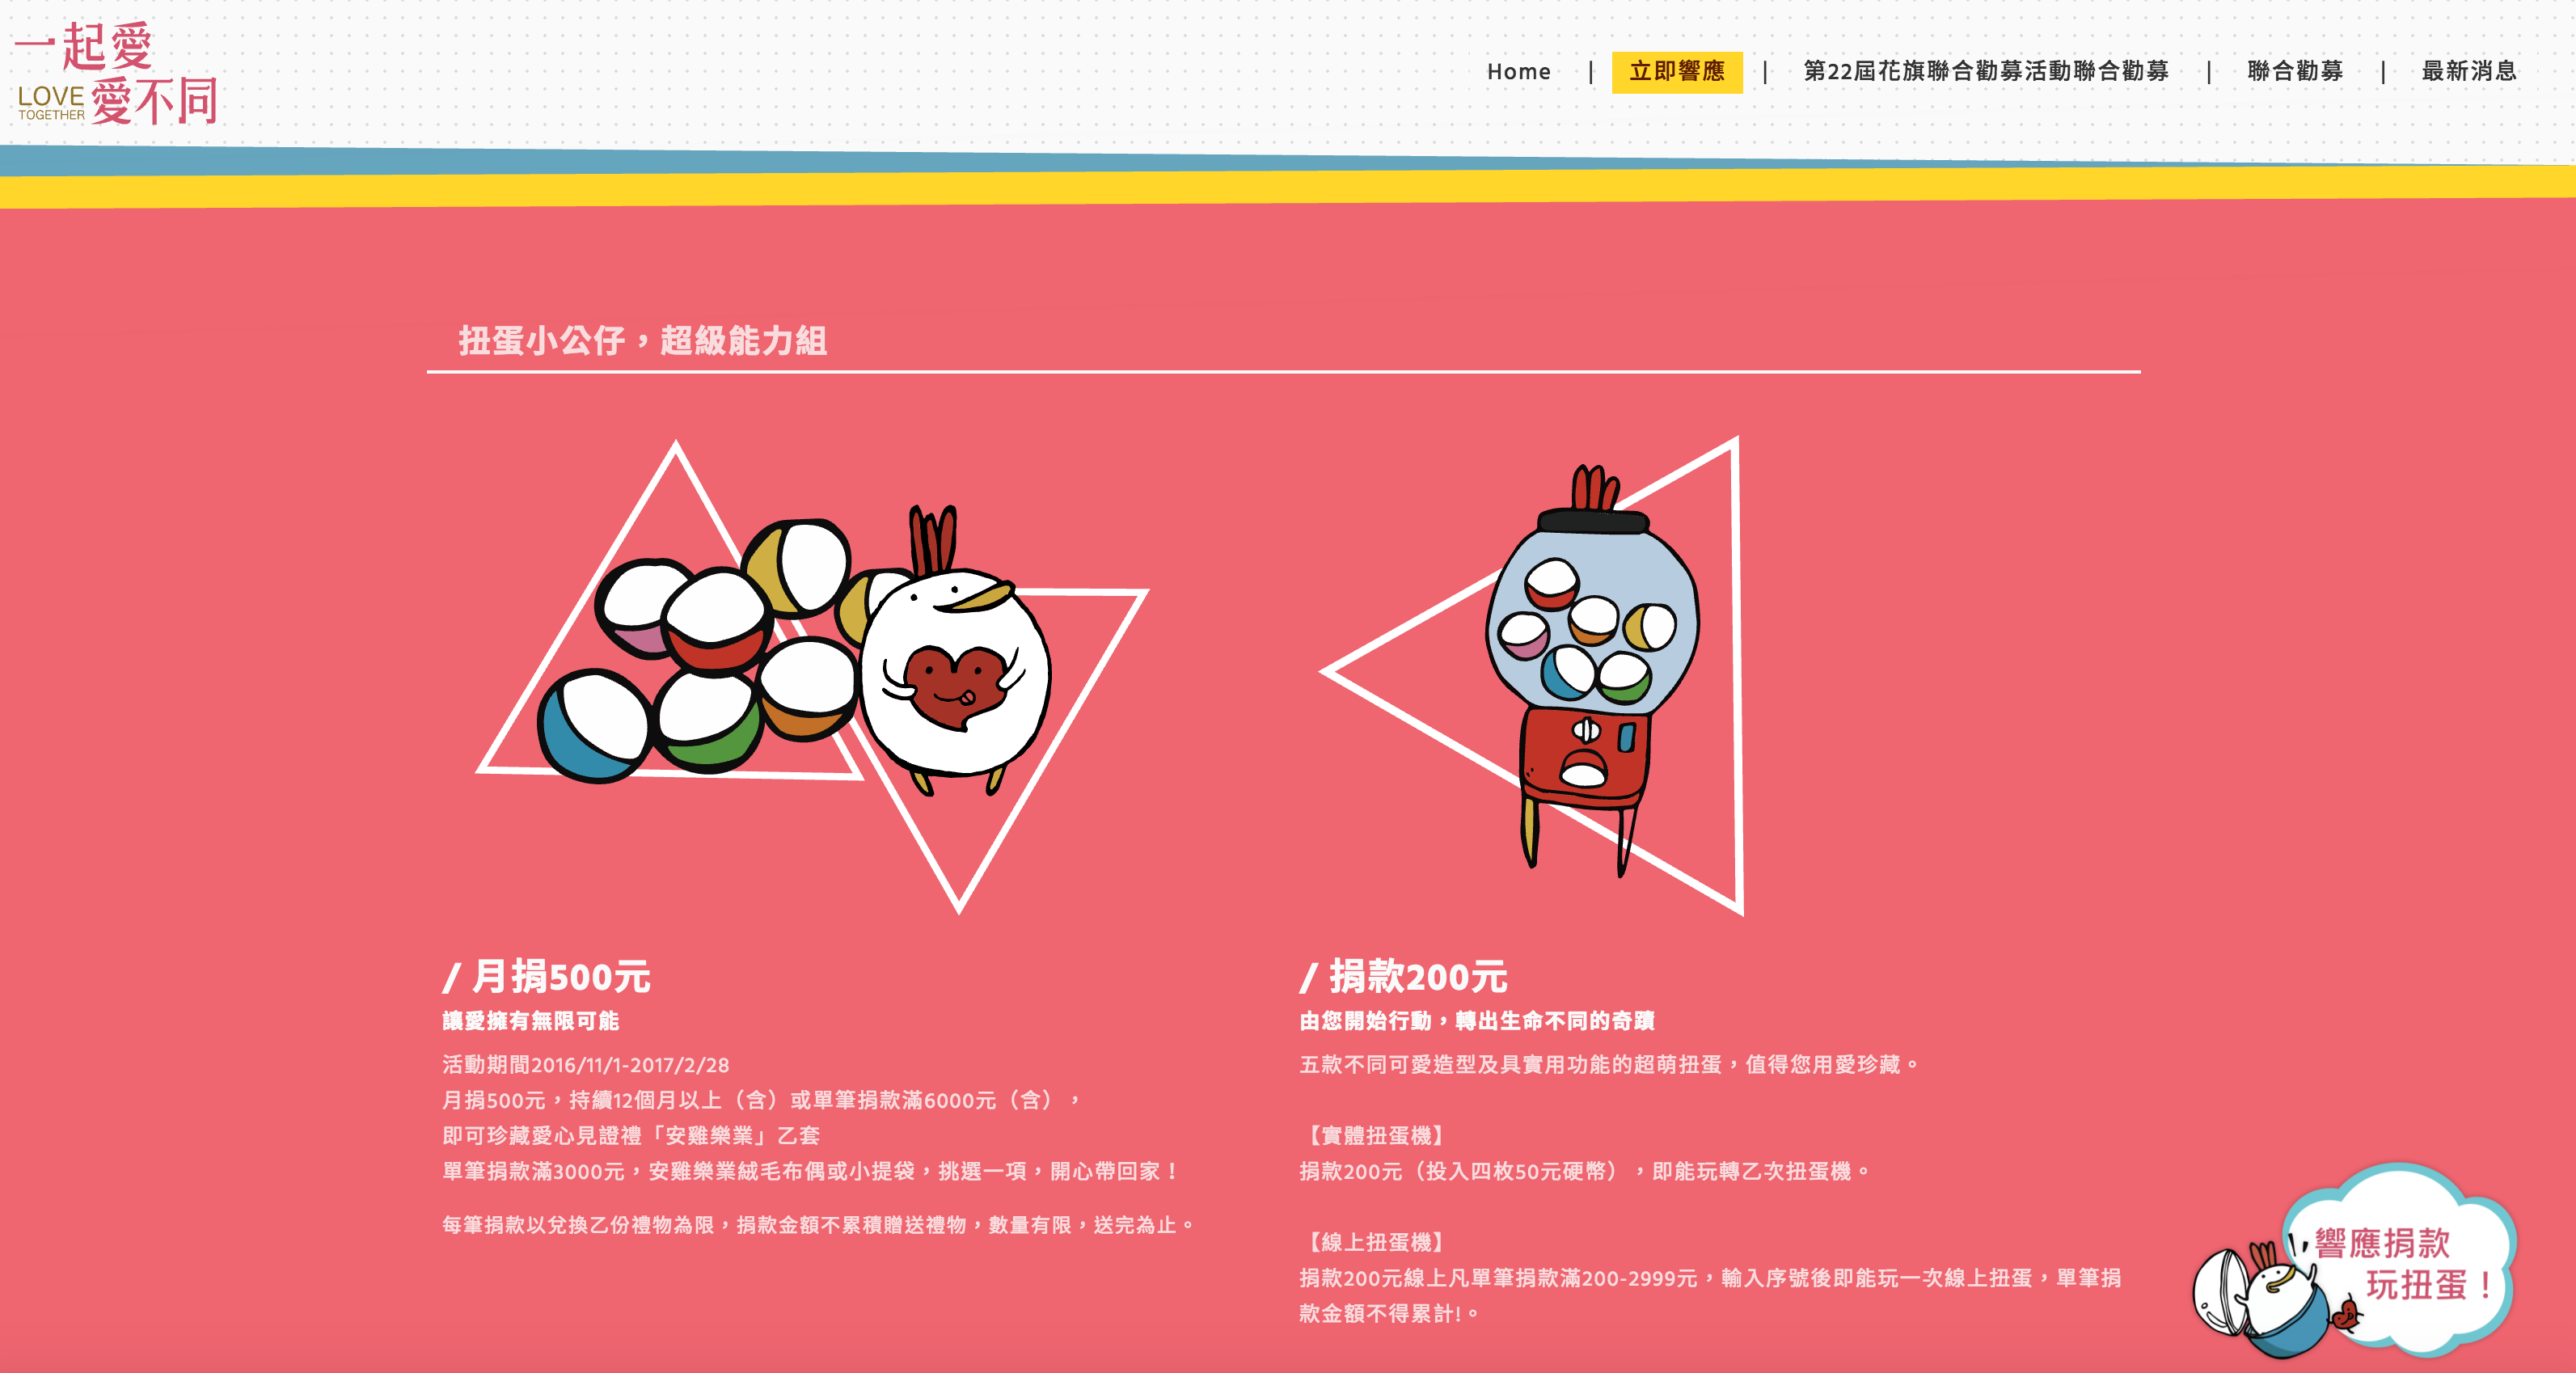 一起愛
愛不同
LOVE
TOGETHER
Home | 立即響應 | 第22屆花旗聯合勸募活動聯合勸募 | 聯合勸募 | 最新消息
扭蛋小公仔，超級能力組
/ 月捐500元
讓愛擁有無限可能
活動期間2016/11/1-2017/2/28
月捐500元，持續12個月以上（含）或單筆捐款滿6000元（含），
即可珍藏愛心見證禮「安雞樂業」乙套
單筆捐款滿3000元，安雞樂業絨毛布偶或小提袋，挑選一項，開心帶回家！
每筆捐款以兌換乙份禮物為限，捐款金額不累積贈送禮物，數量有限，送完為止。
/ 捐款200元
由您開始行動，轉出生命不同的奇蹟
五款不同可愛造型及具實用功能的超萌扭蛋，值得您用愛珍藏。
【實體扭蛋機】
捐款200元（投入四枚50元硬幣），即能玩轉乙次扭蛋機。
【線上扭蛋機】
捐款200元線上凡單筆捐款滿200-2999元，輸入序號後即能玩一次線上扭蛋，單筆捐
款金額不得累計!。
響應捐款
玩扭蛋！